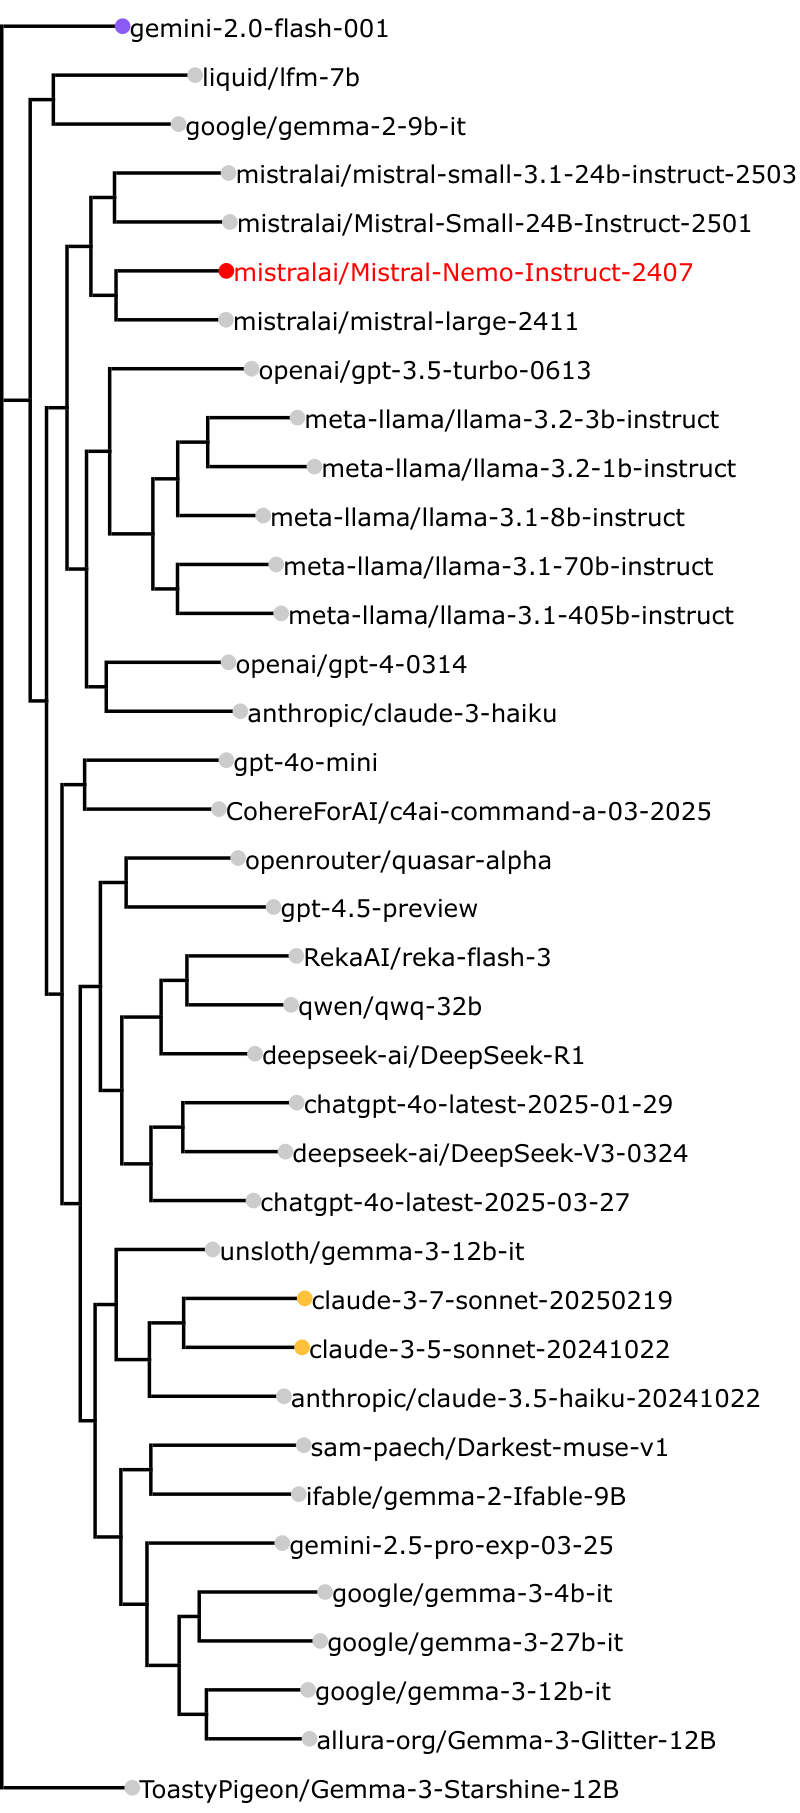 gemini-2.0-flash-001
liquid/lfm-7b
google/gemma-2-9b-it
mistralai/mistral-small-3.1-24b-instruct-2503
mistralai/Mistral-Small-24B-Instruct-2501
mistralai/Mistral-Nemo-Instruct-2407
mistralai/mistral-large-2411
openai/gpt-3.5-turbo-0613
meta-llama/llama-3.2-3b-instruct
meta-llama/llama-3.2-1b-instruct
meta-llama/llama-3.1-8b-instruct
meta-llama/llama-3.1-70b-instruct
meta-llama/llama-3.1-405b-instruct
openai/gpt-4-0314
anthropic/claude-3-haiku
gpt-4o-mini
CohereForAI/c4ai-command-a-03-2025
openrouter/quasar-alpha
gpt-4.5-preview
RekaAI/reka-flash-3
qwen/qwq-32b
deepseek-ai/DeepSeek-R1
chatgpt-4o-latest-2025-01-29
deepseek-ai/DeepSeek-V3-0324
chatgpt-4o-latest-2025-03-27
unsloth/gemma-3-12b-it
claude-3-7-sonnet-20250219
claude-3-5-sonnet-20241022
anthropic/claude-3.5-haiku-20241022
sam-paech/Darkest-muse-v1
ifable/gemma-2-Ifable-9B
gemini-2.5-pro-exp-03-25
google/gemma-3-4b-it
google/gemma-3-27b-it
google/gemma-3-12b-it
allura-org/Gemma-3-Glitter-12B
ToastyPigeon/Gemma-3-Starshine-12B